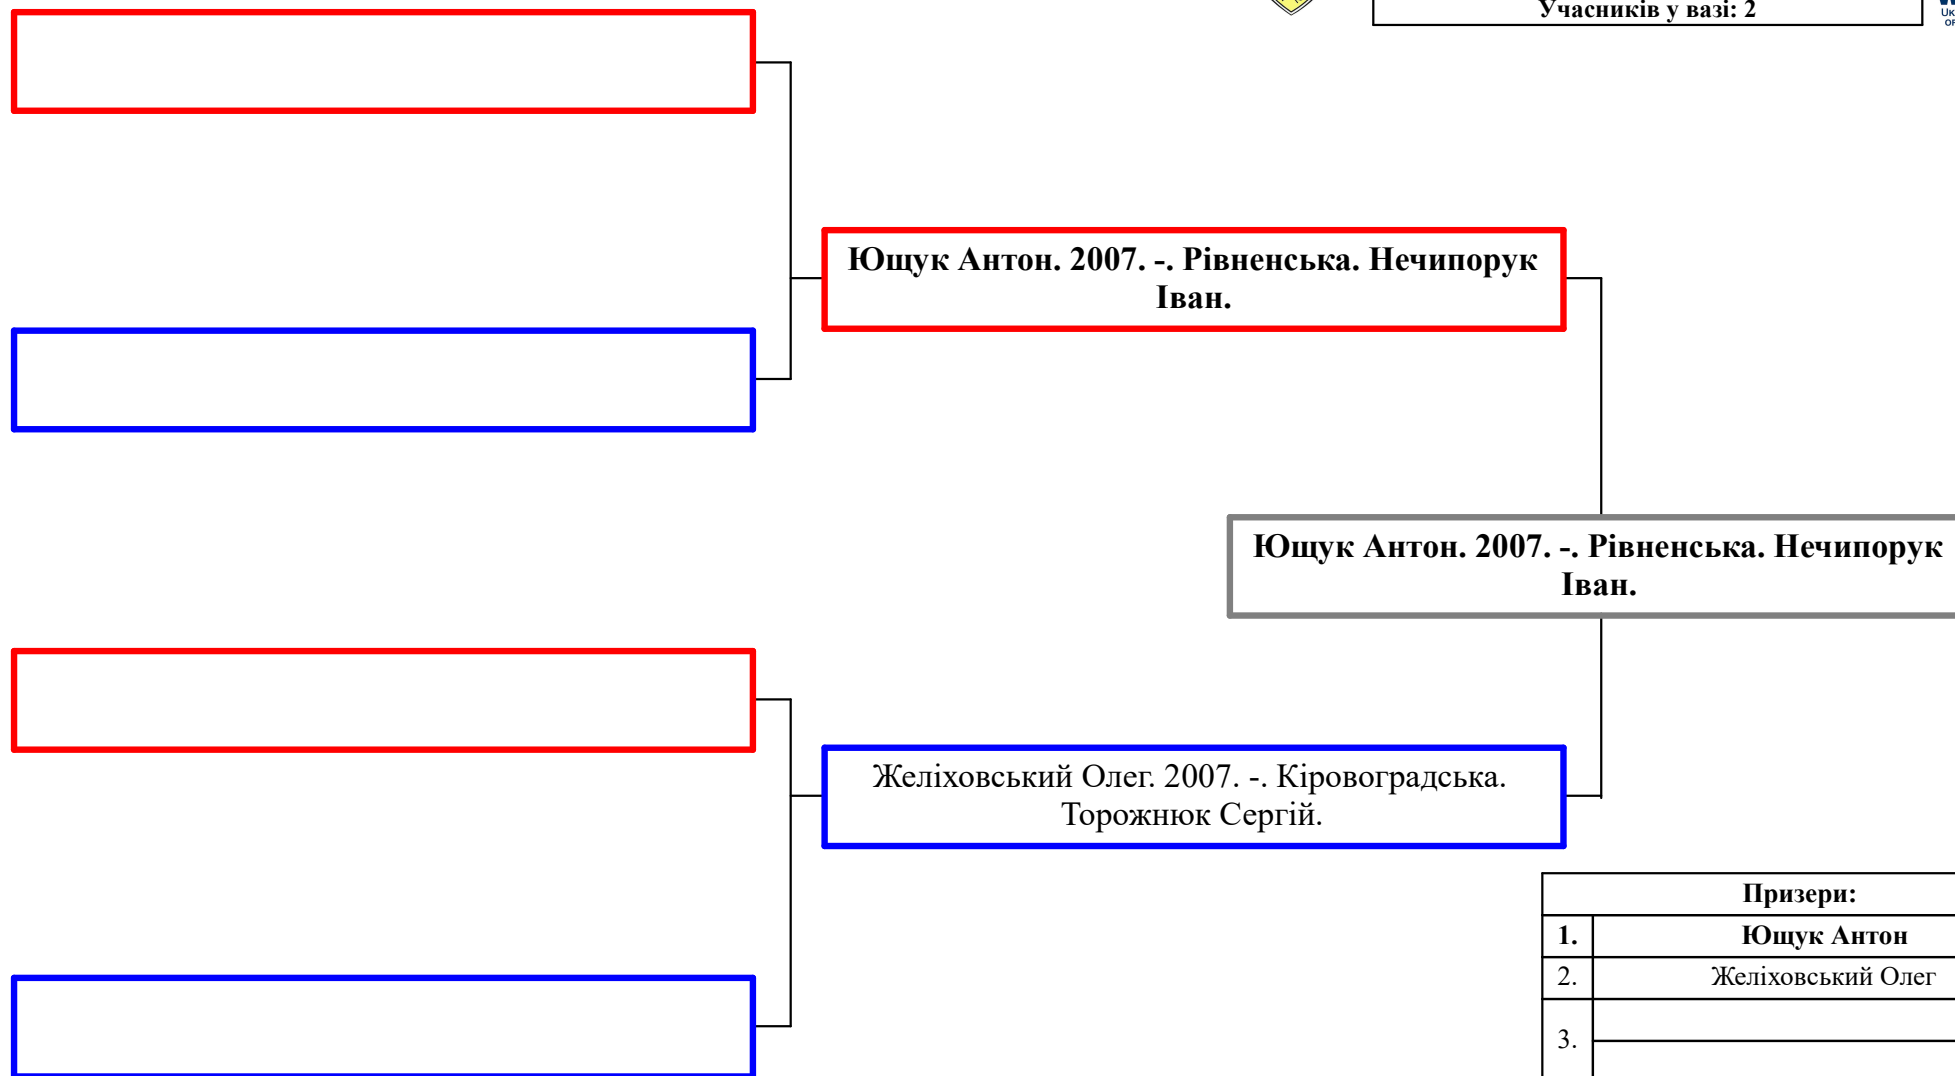 Учасників у вазі: 2
Ющук Антон. 2007. -. Рівненська. Нечипорук
Іван.
Ющук Антон. 2007. -. Рівненська. Нечипорук
Іван.
Желіховський Олег. 2007. -. Кіровоградська.
Торожнюк Сергій.
Призери:
1. Ющук Антон
2. Желіховський Олег
3.